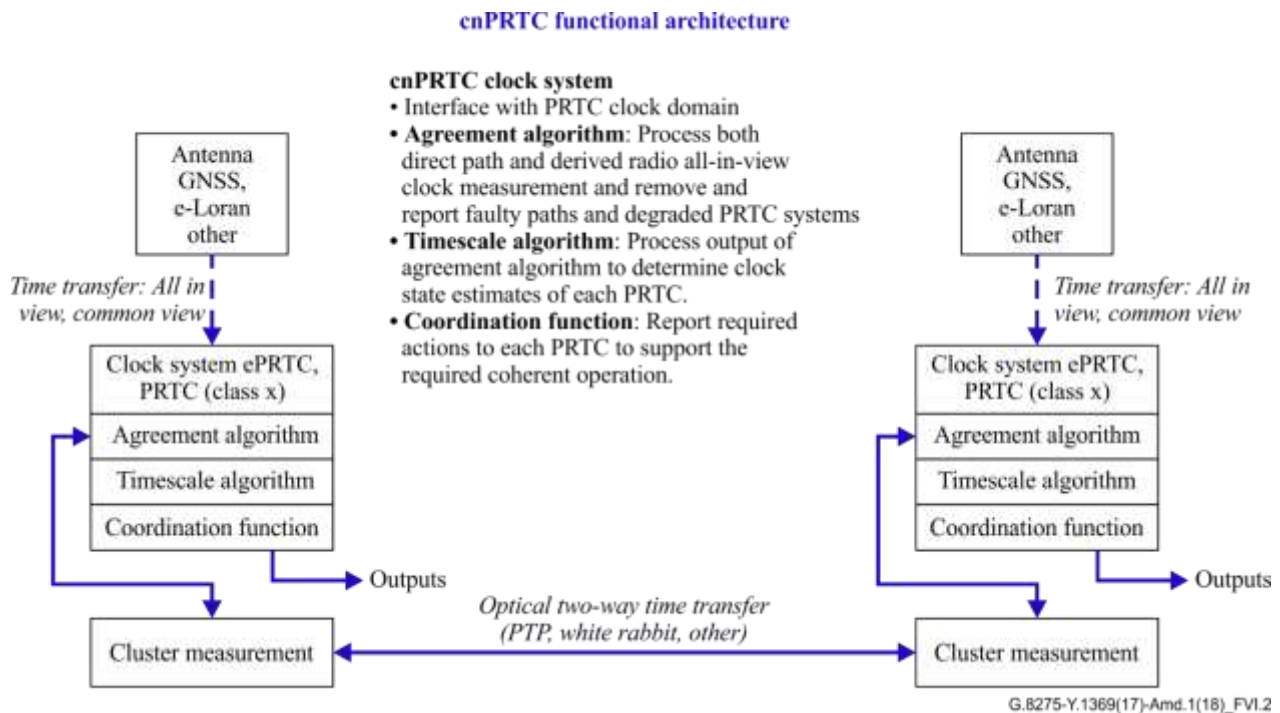 cnPRTC functional architecture
cnPRTC clock system
• Interface with PRTC clock domain
• Agreement algorithm: Process both
direct path and derived radio all-in-view
clock measurement and remove and
report faulty paths and degraded PRTC systems
• Timescale algorithm: Process output of
agreement algorithm to determine clock
state estimates of each PRTC.
• Coordination function: Report required
actions to each PRTC to support the
required coherent operation.
Antenna
GNSS,
e-Loran
other
Time transfer: All in
view, common view
Clock system ePRTC,
PRTC (class x)
Agreement algorithm
Timescale algorithm
Coordination function
Outputs
Cluster measurement
Optical two-way time transfer
(PTP, white rabbit, other)
Antenna
GNSS,
e-Loran
other
Time transfer: All in
view, common view
Clock system ePRTC,
PRTC (class x)
Agreement algorithm
Timescale algorithm
Coordination function
Outputs
Cluster measurement
G.8275-Y.1369(17)-Amd.1(18)_FVI.2